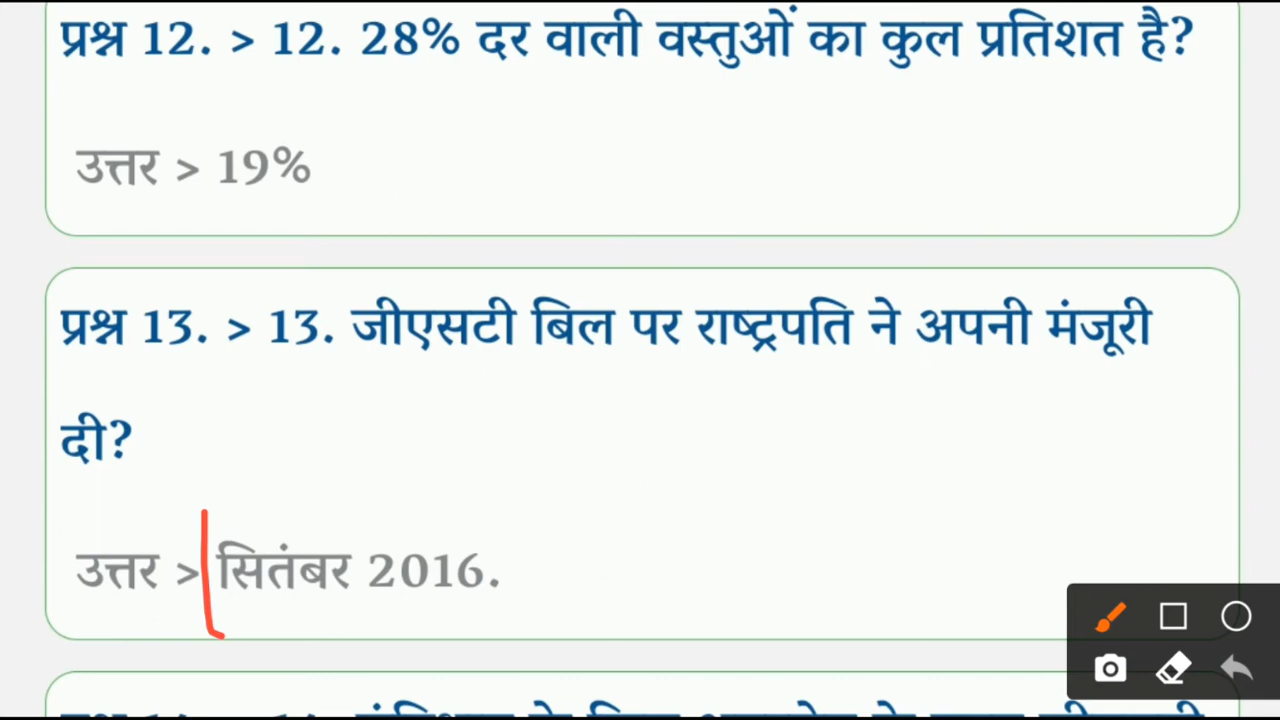 प्रश्न 12. > 12. 28% दर वाली वस्तुओं का कुल प्रतिशत है?
उत्तर > 19%
प्रश्न 13. > 13. जीएसटी बिल पर राष्ट्रपति ने अपनी मंजूरी
दी?
उत्तर > सितंबर 2016.